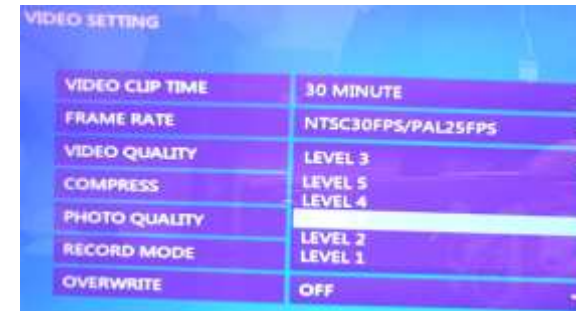 VIDEO SETTING
VIDEO CLIP TIME 30 MINUTE
FRAME RATE NTSC30FPS/PAL25FPS
VIDEO QUALITY LEVEL 3
COMPRESS LEVEL 5
LEVEL 4
PHOTO QUALITY
LEVEL 2
RECORD MODE LEVEL 1
OVERWRITE OFF